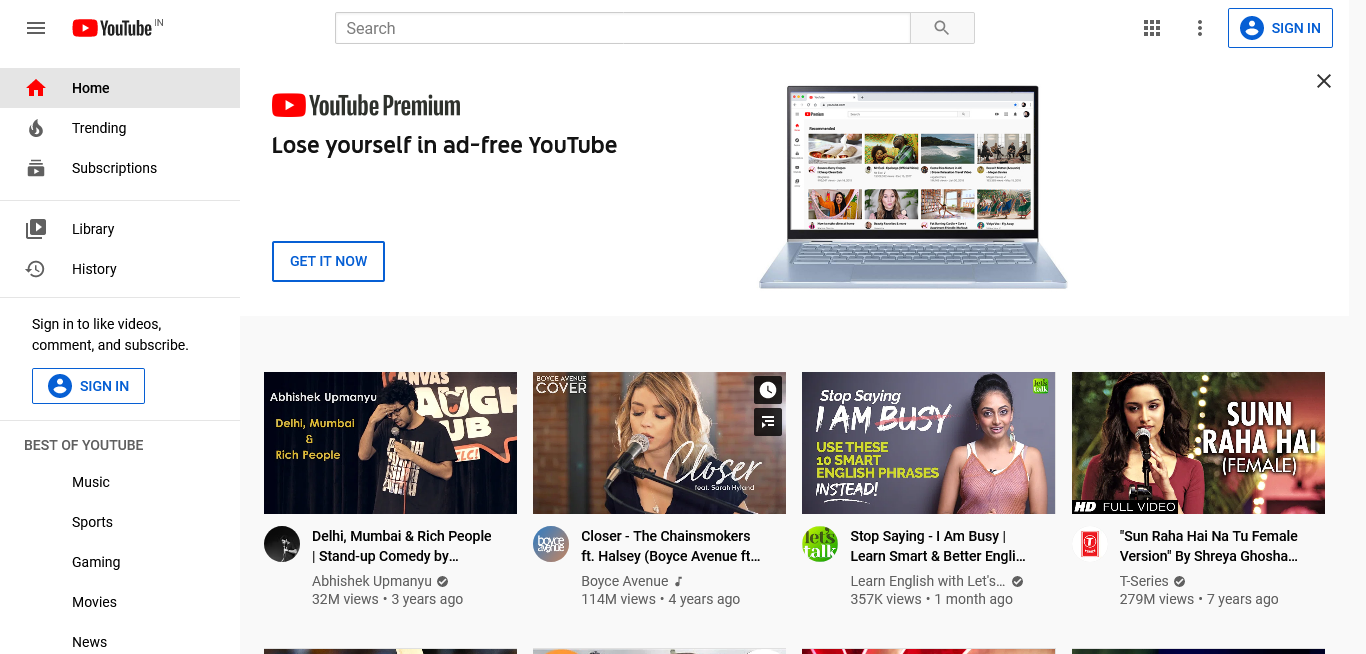 YouTube IN
Search
SIGN IN
Home
Trending
Subscriptions
Library
History
Sign in to like videos,
comment, and subscribe.
SIGN IN
BEST OF YOUTUBE
Music
Sports
Gaming
Movies
News
YouTube Premium
Lose yourself in ad-free YouTube
GET IT NOW
Premium
Recommended
Abhishek Upmanyu
Delhi, Mumbai
&
Rich People
CANVAS
LAUGH
CLUB
Delhi, Mumbai & Rich People
| Stand-up Comedy by…
Abhishek Upmanyu
32M views • 3 years ago
BOYCE AVENUE
COVER
Closer
feat. Sarah Hyland
boyce
avenue
Closer - The Chainsmokers
ft. Halsey (Boyce Avenue ft…
Boyce Avenue
114M views • 4 years ago
Stop Saying
I AM BUSY
USE THESE
10 SMART
ENGLISH PHRASES
INSTEAD!
let's
talk
let's
talk
Stop Saying - I Am Busy |
Learn Smart & Better Engli…
Learn English with Let's…
357K views • 1 month ago
SUNN
RAHA HAI
(FEMALE)
HD FULL VIDEO
"Sun Raha Hai Na Tu Female
Version" By Shreya Ghosha…
T-Series
279M views • 7 years ago